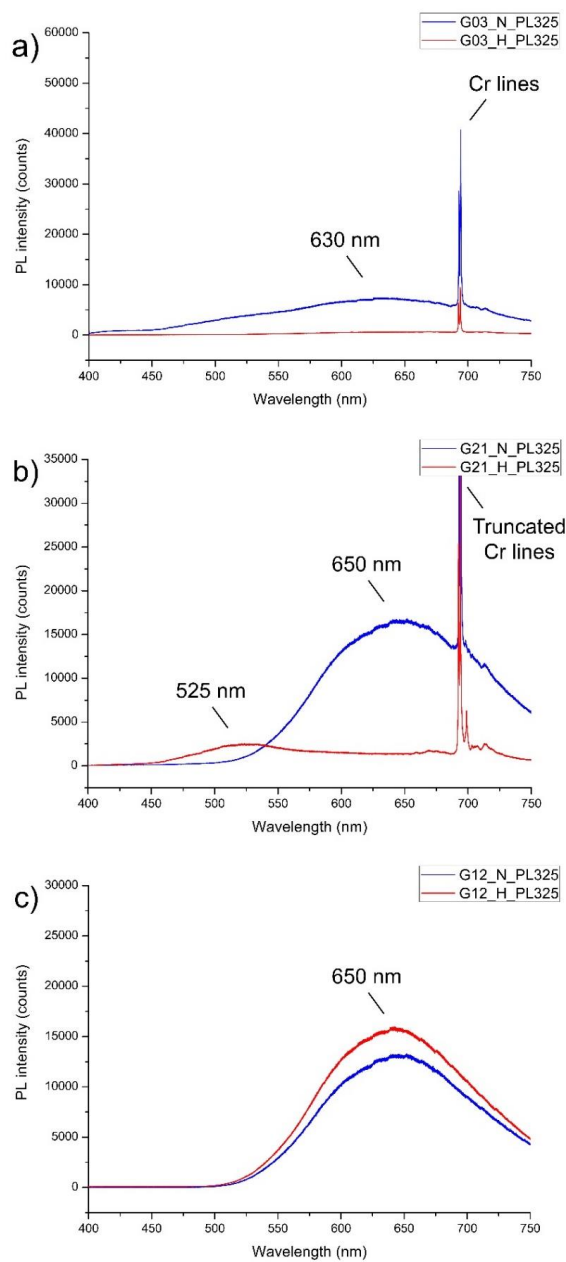 a)
G03_N_PL325
G03_H_PL325
60000
50000
40000
30000
20000
10000
0
PL intensity (counts)
Cr lines
630 nm
400 450 500 550 600 650 700 750
Wavelength (nm)
b)
G21_N_PL325
G21_H_PL325
35000
30000
25000
20000
15000
10000
5000
0
PL intensity (counts)
Truncated
Cr lines
650 nm
525 nm
400 450 500 550 600 650 700 750
Wavelength (nm)
c)
G12_N_PL325
G12_H_PL325
30000
25000
20000
15000
10000
5000
0
PL intensity (counts)
650 nm
400 450 500 550 600 650 700 750
Wavelength (nm)